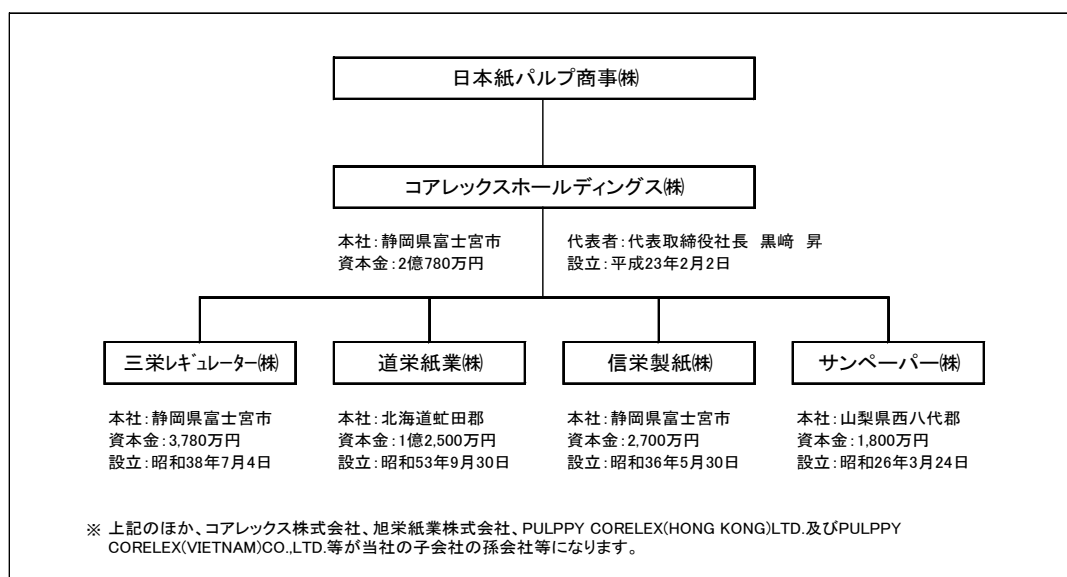 日本紙パルプ商事㈱
コアレックスホールディングス㈱
本社：静岡県富士宮市
資本金：2億780万円
代表者：代表取締役社長　黒﨑　昇
設立：平成23年2月2日
三栄ﾚｷﾞｭﾚｰﾀｰ㈱
道栄紙業㈱
信栄製紙㈱
サンペーパー㈱
本社：静岡県富士宮市
資本金：3,780万円
設立：昭和38年7月4日
本社：北海道虻田郡
資本金：1億2,500万円
設立：昭和53年9月30日
本社：静岡県富士宮市
資本金：2,700万円
設立：昭和36年5月30日
本社：山梨県西八代郡
資本金：1,800万円
設立：昭和26年3月24日
※ 上記のほか、コアレックス株式会社、旭栄紙業株式会社、PULPPY CORELEX(HONG KONG)LTD.及びPULPPY
CORELEX(VIETNAM)CO.,LTD.等が当社の子会社の孫会社等になります。